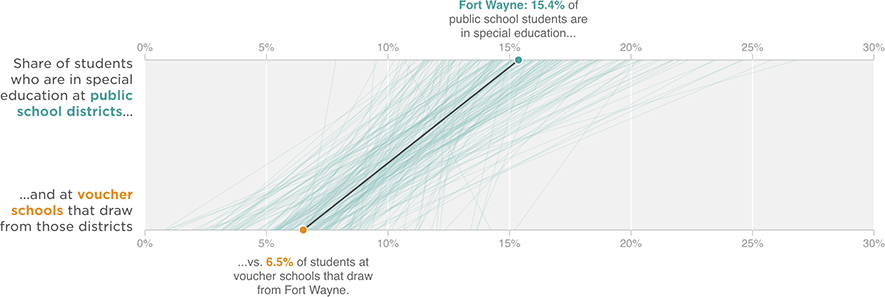 Fort Wayne: 15.4% of
public school students are
in special education...
0% 5% 10% 15% 20% 25% 30%
Share of students
who are in special
education at public
school districts...
...and at voucher
schools that draw
from those districts
0% 5% 10% 15% 20% 25% 30%
...vs. 6.5% of students at
voucher schools that draw
from Fort Wayne.